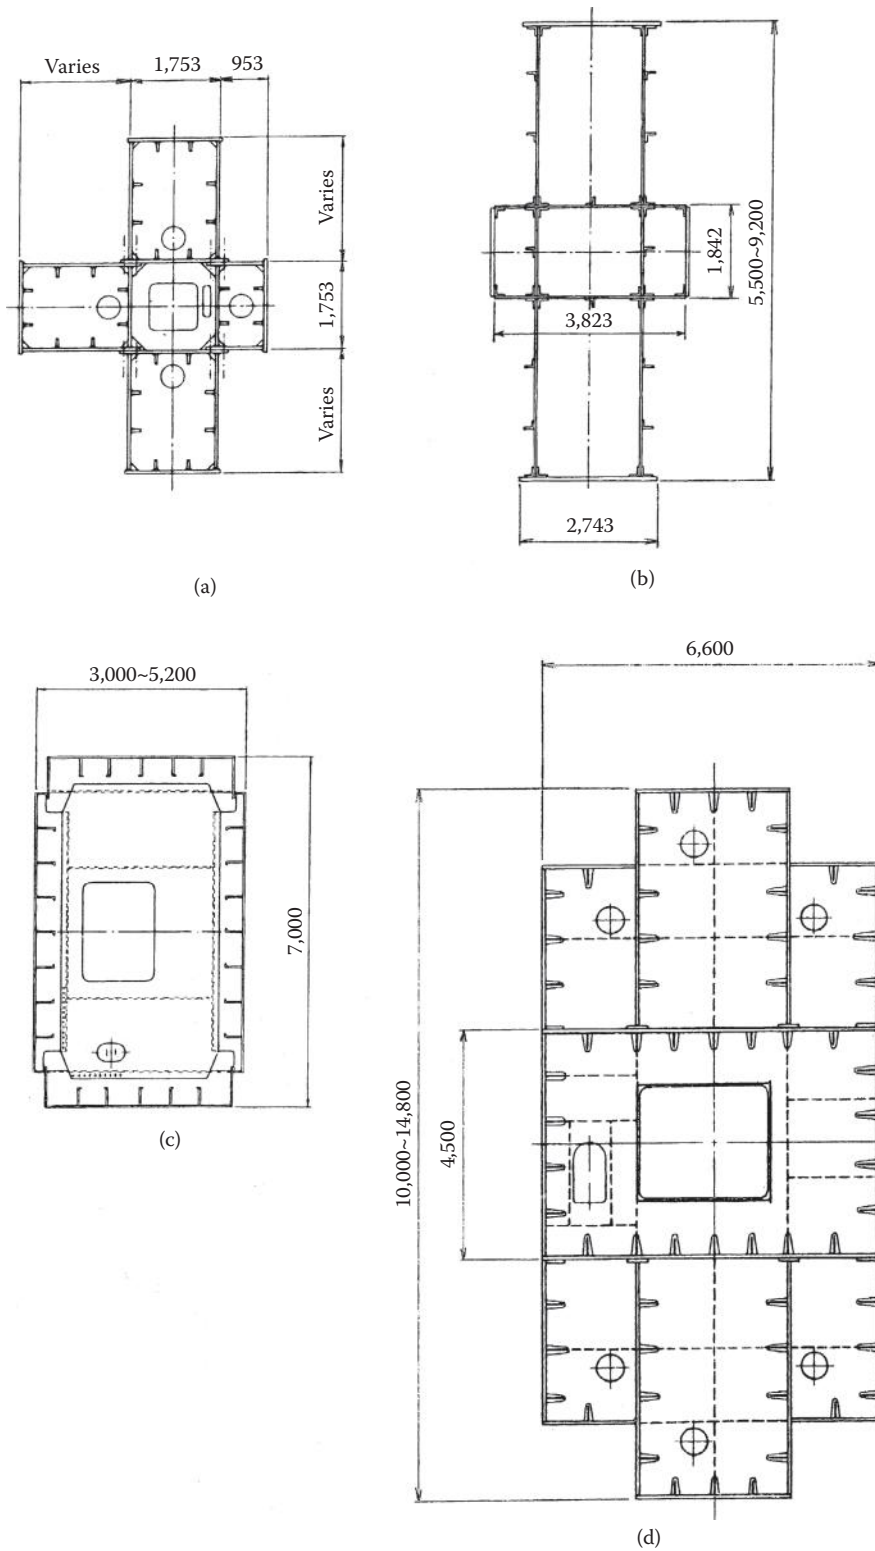 Varies
1,753
953
Varies
1,753
Varies
(a)
5,500~9,200
1,842
3,823
2,743
(b)
3,000~5,200
7,000
(c)
6,600
10,000~14,800
4,500
(d)